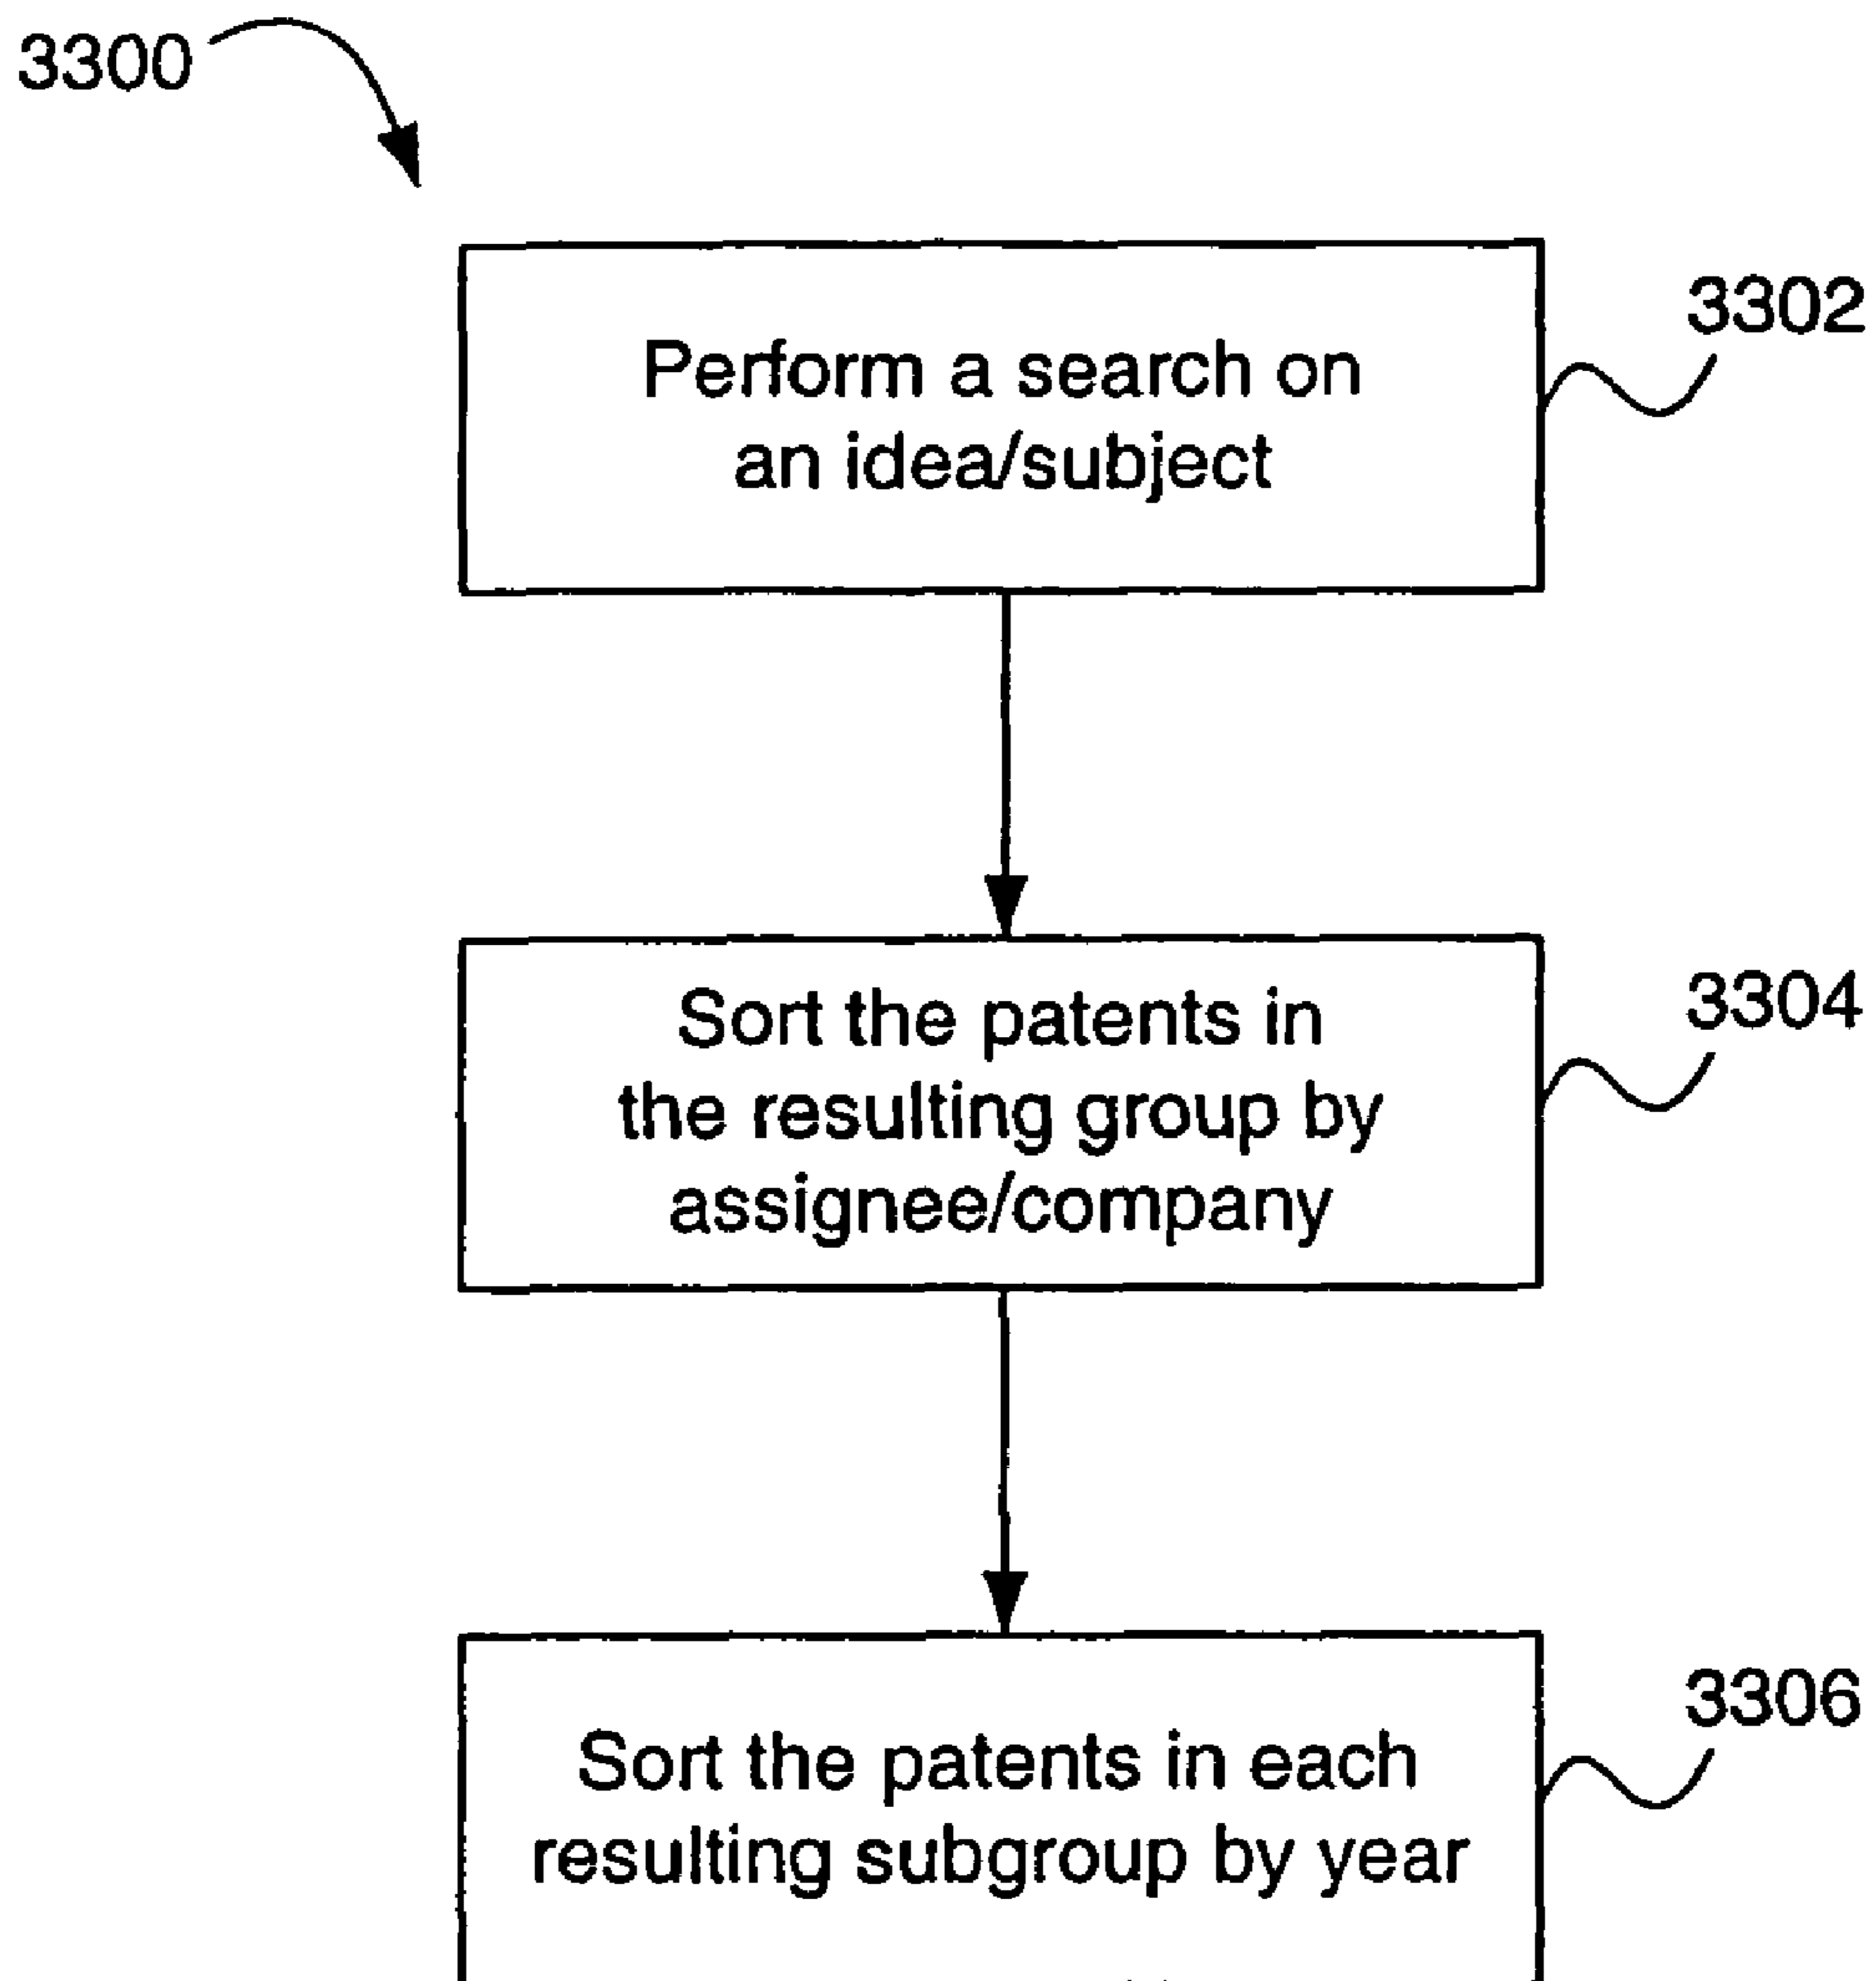 3300
3302
Perform a search on
an idea/subject
3304
Sort the patents in
the resulting group by
assignee/company
3306
Sort the patents in each
resulting subgroup by year